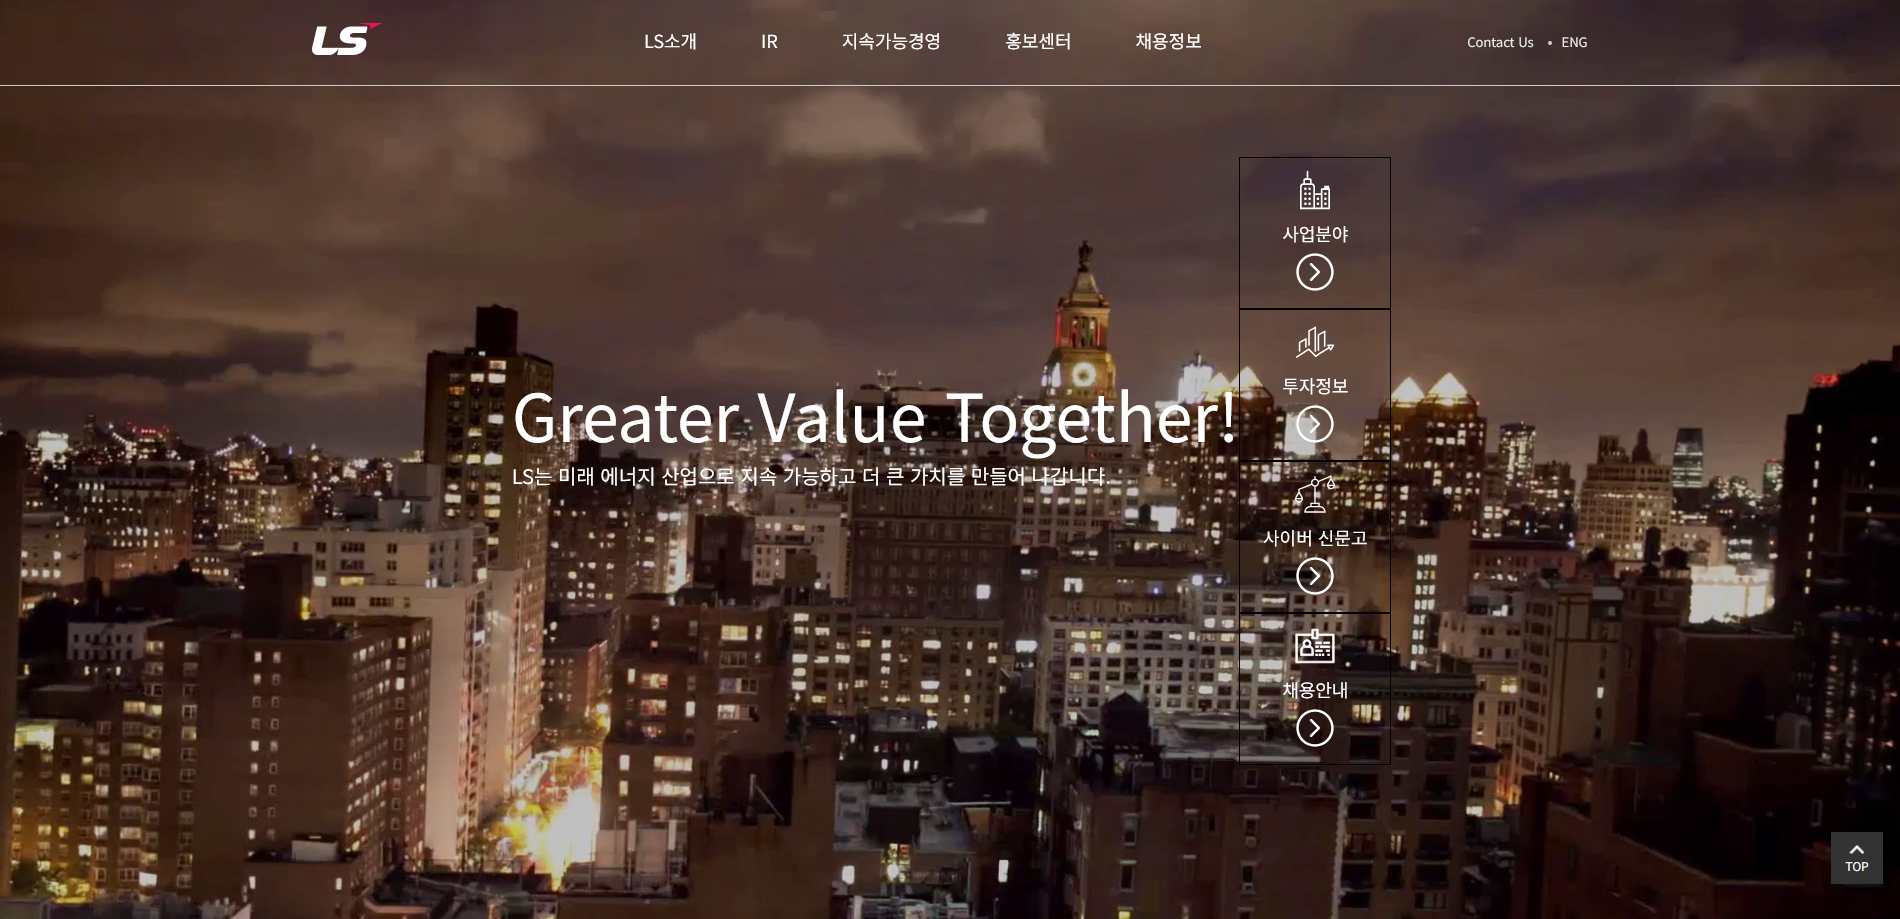 LS
LS소개
IR
지속가능경영
홍보센터
채용정보
Contact Us
ENG
사업분야
투자정보
Greater Value Together!
LS는 미래 에너지 산업으로 지속 가능하고 더 큰 가치를 만들어 나갑니다.
사이버 신문고
채용안내
TOP